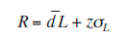 R = d̄L + zσ_L